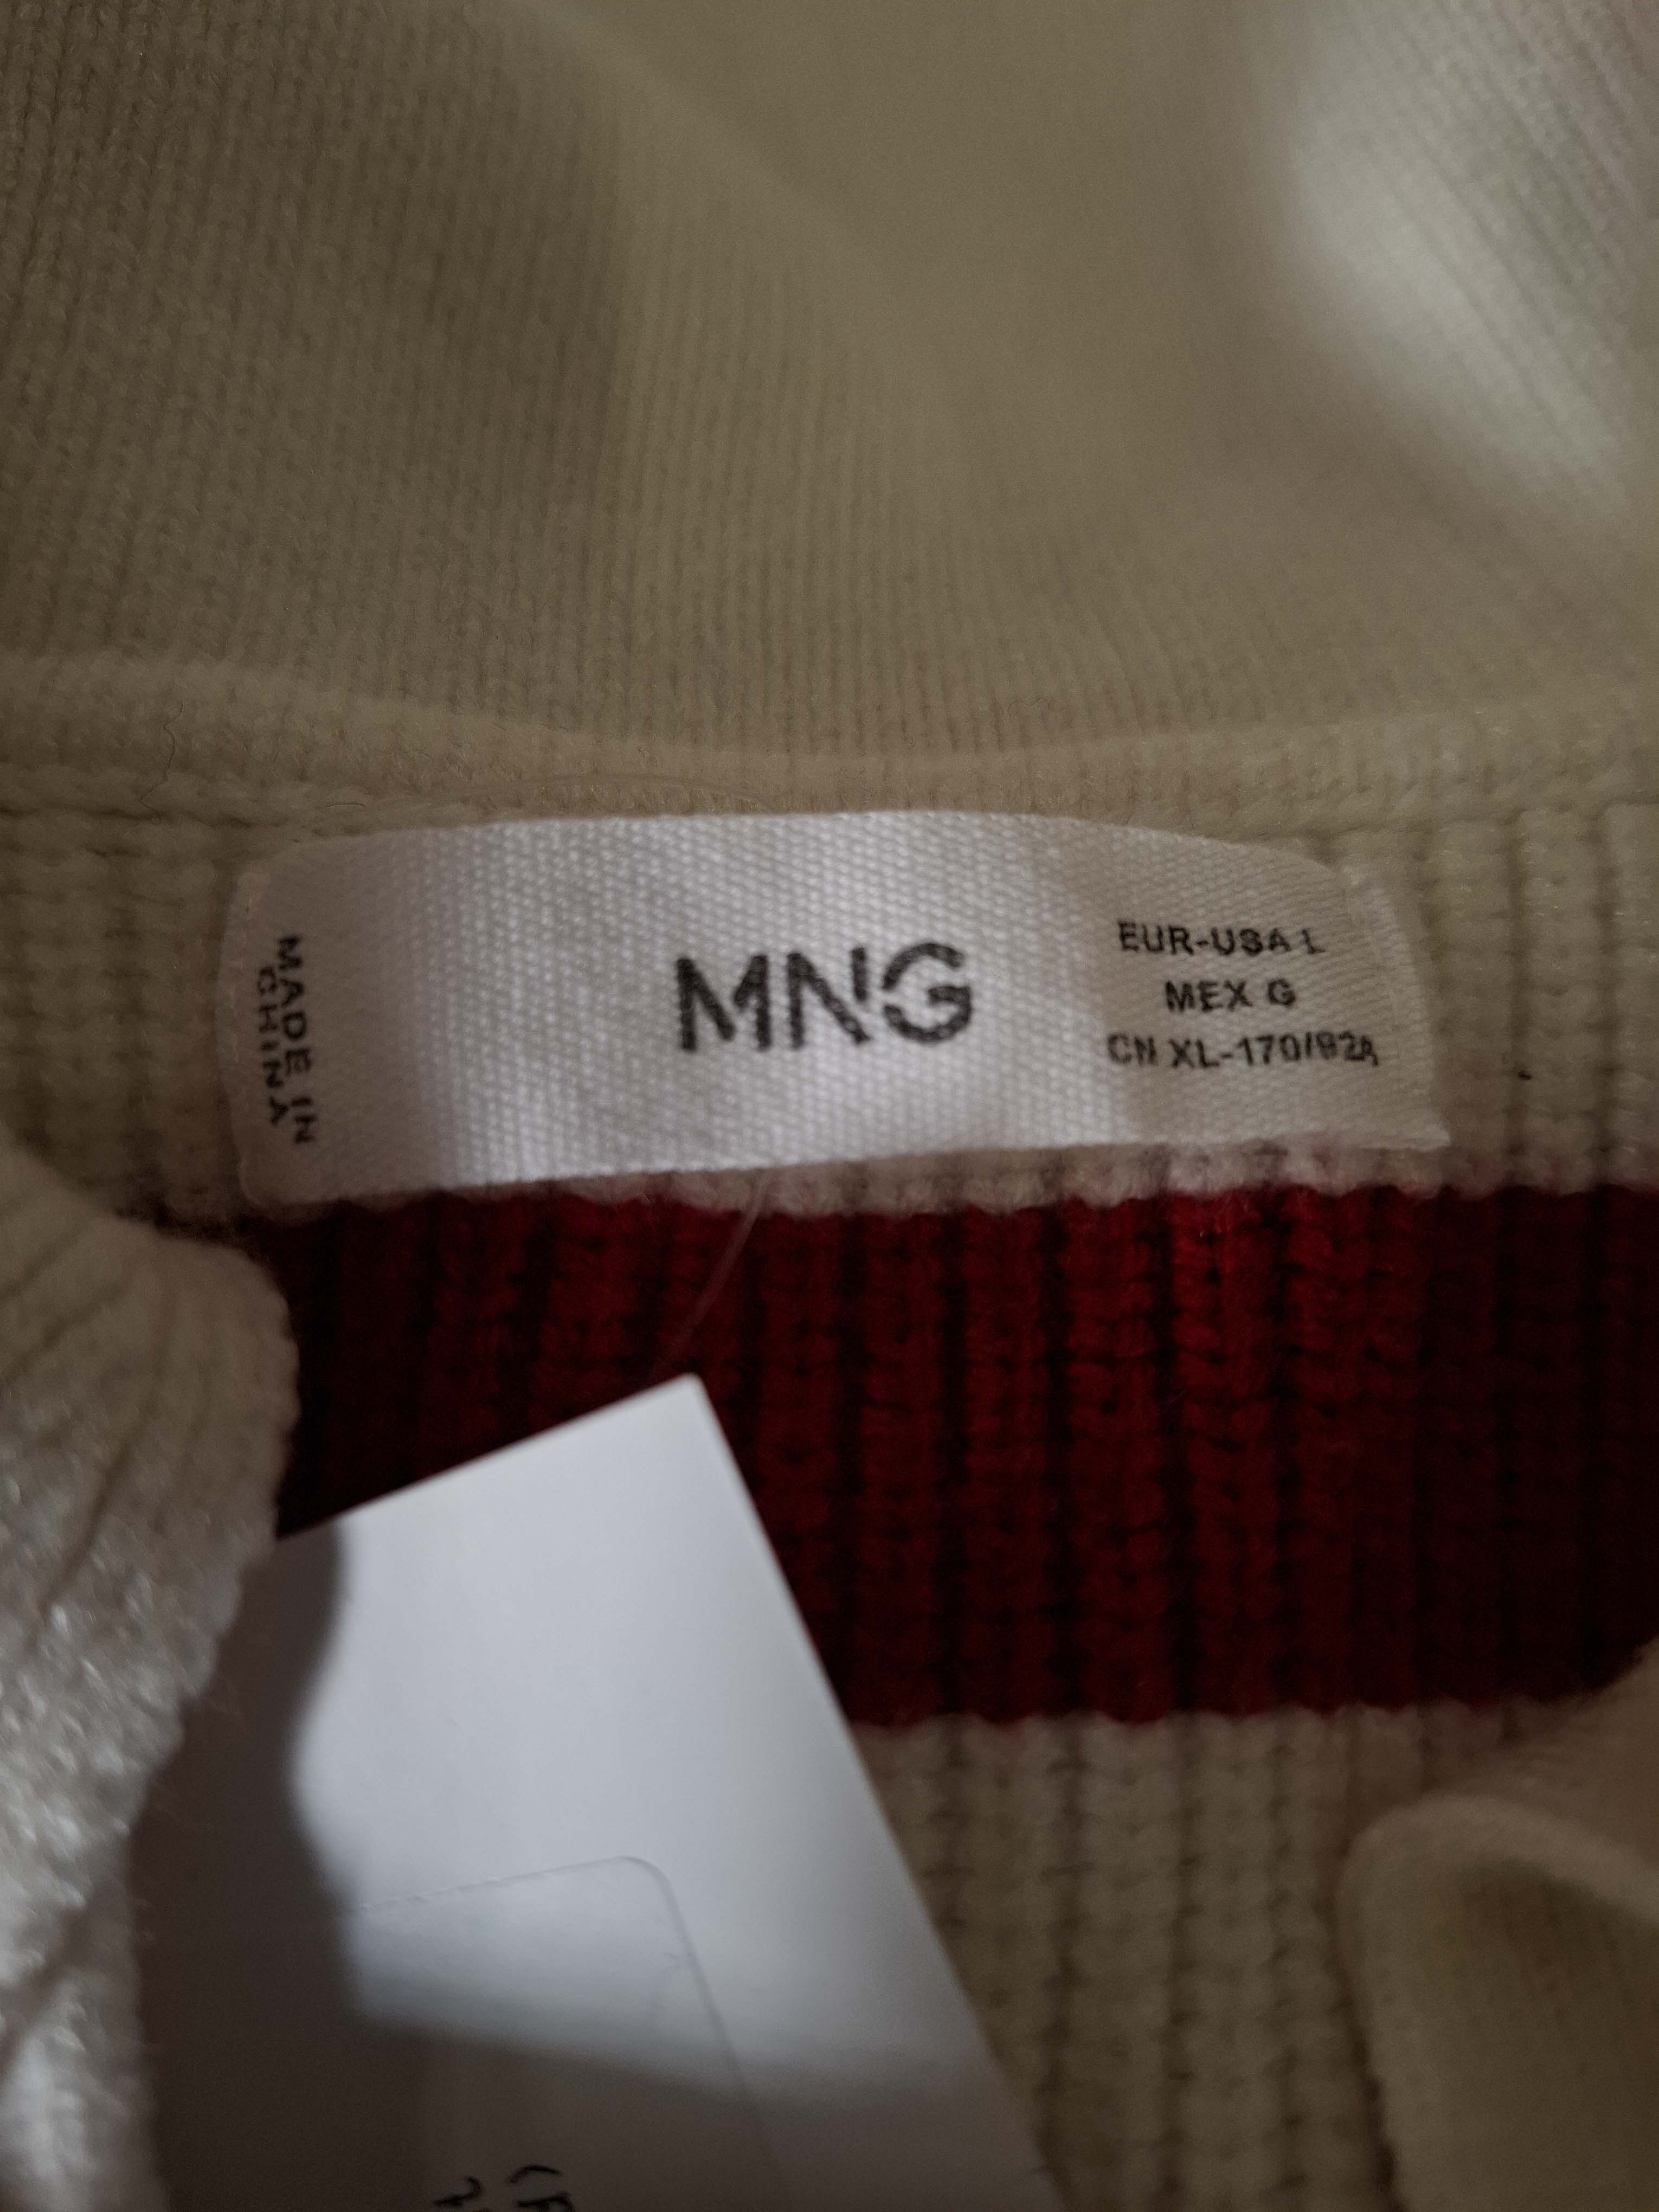 MADE IN
CHINA
MNG
EUR-USA L
MEX G
CN XL-170/92A